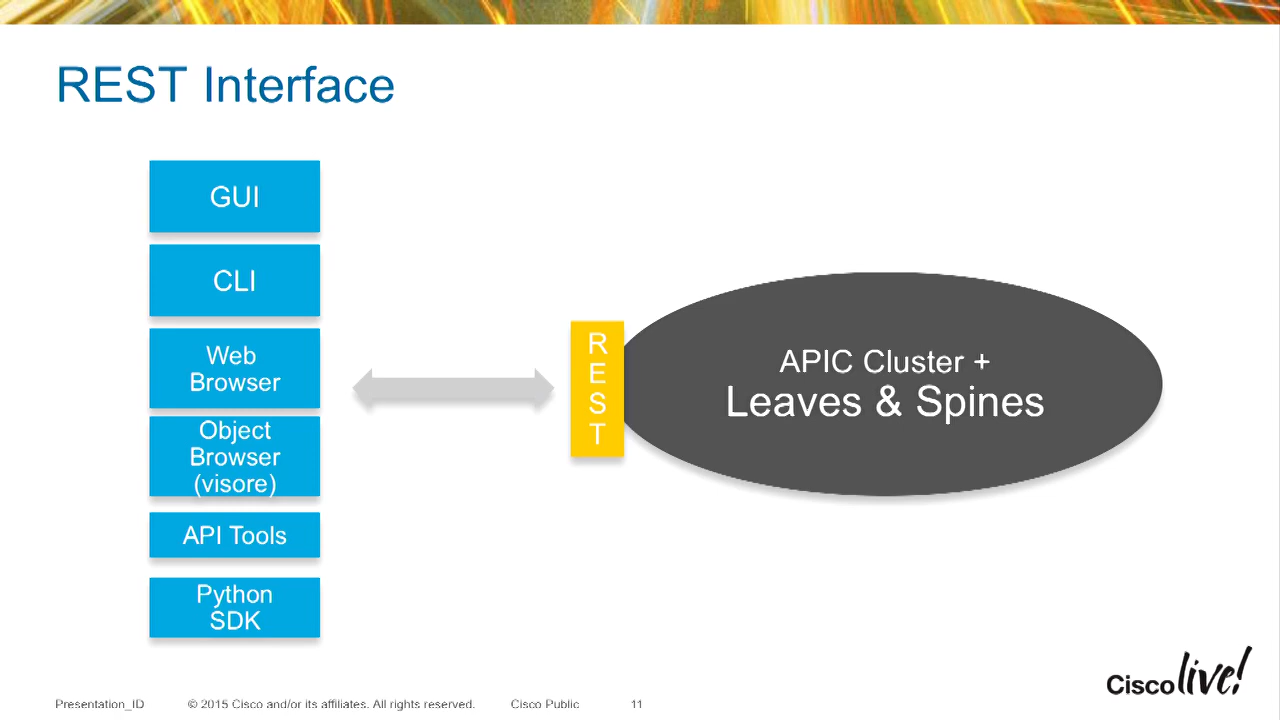 REST Interface
GUI
CLI
Web
Browser
Object
Browser
(visore)
API Tools
Python
SDK
R
E
S
T
APIC Cluster +
Leaves & Spines
Cisco live!
Presentation_ID © 2015 Cisco and/or its affiliates. All rights reserved. Cisco Public 11